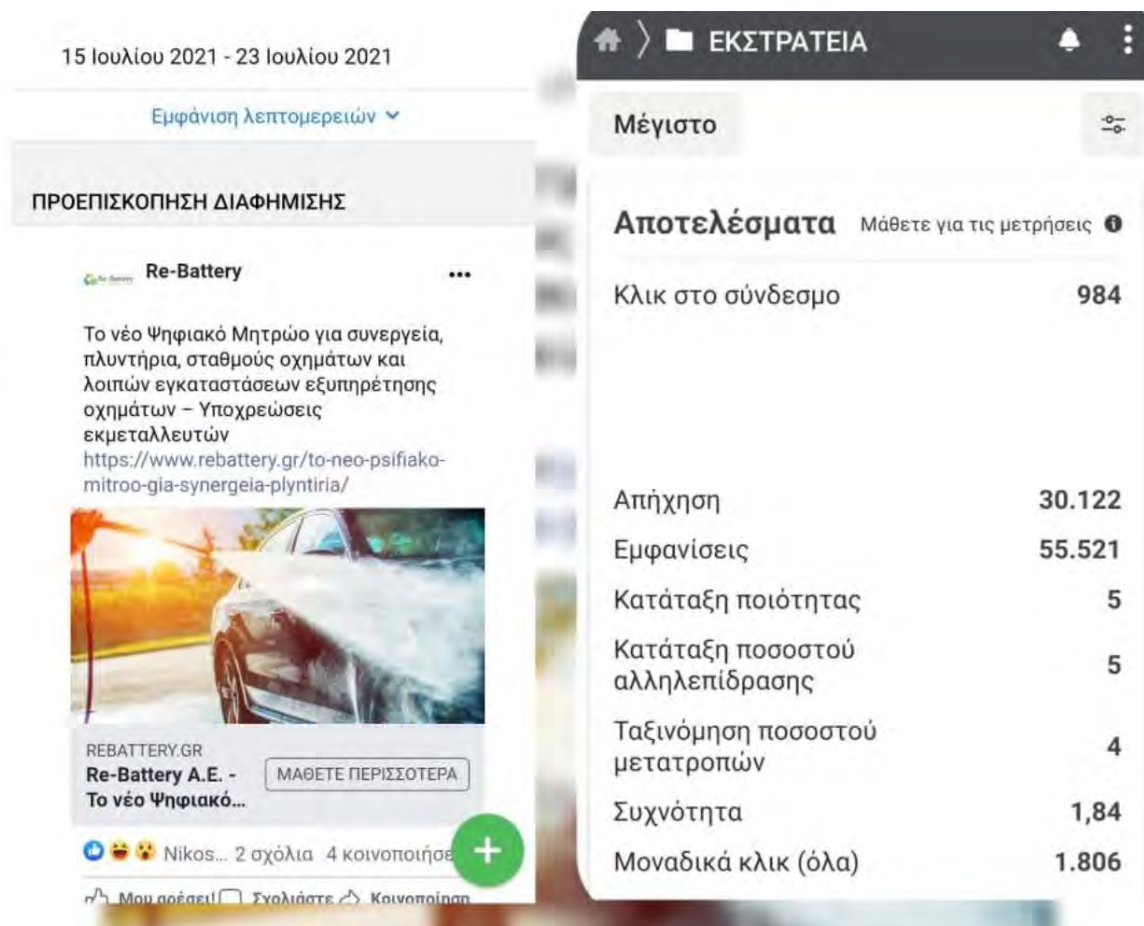 15 Ιουλίου 2021 - 23 Ιουλίου 2021
Εμφάνιση λεπτομερειών
ΠΡΟΕΠΙΣΚΟΠΗΣΗ ΔΙΑΦΗΜΙΣΗΣ
Re-Battery
Το νέο Ψηφιακό Μητρώο για συνεργεία,
πλυντήρια, σταθμούς οχημάτων και
λοιπών εγκαταστάσεων εξυπηρέτησης
οχημάτων – Υποχρεώσεις
εκμεταλλευτών
https://www.rebattery.gr/to-neo-psifiako-
mitroo-gia-synergeia-plyntiria/
REBATTERY.GR
Re-Battery A.E. -
Το νέο Ψηφιακό...
ΜΑΘΕΤΕ ΠΕΡΙΣΣΟΤΕΡΑ
Nikos... 2 σχόλια 4 κοινοποιήσε
Μου αρέσει! Σχολιάστε Κοινοποίηση
ΕΚΣΤΡΑΤΕΙΑ
Μέγιστο
Αποτελέσματα Μάθετε για τις μετρήσεις
Κλικ στο σύνδεσμο 984
Απήχηση 30.122
Εμφανίσεις 55.521
Κατάταξη ποιότητας 5
Κατάταξη ποσοστού
αλληλεπίδρασης 5
Ταξινόμηση ποσοστού
μετατροπών 4
Συχνότητα 1,84
Μοναδικά κλικ (όλα) 1.806